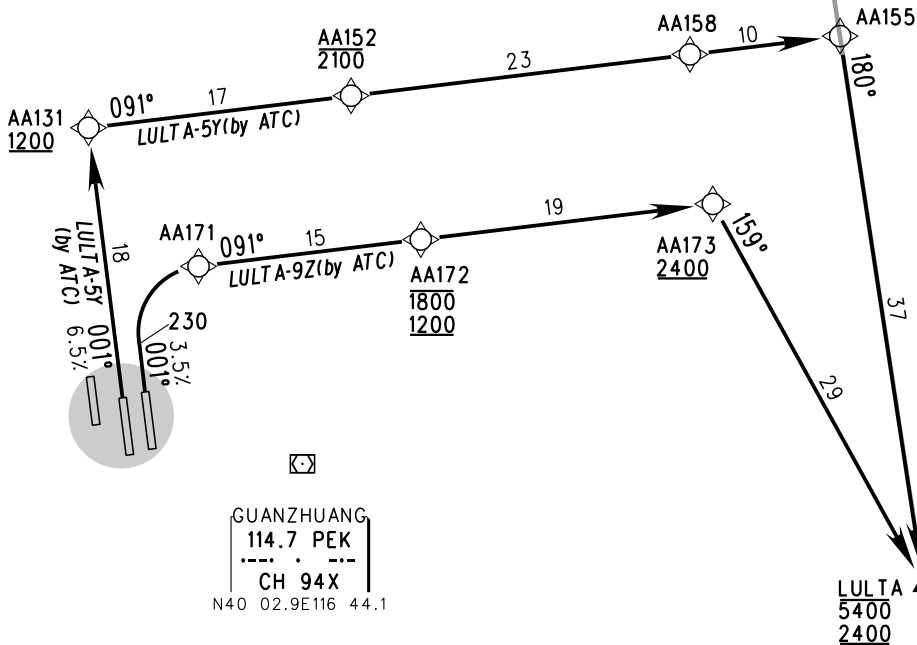 AA155
AA158
10
AA152
2100
23
180°
AA131
1200
091°
17
LULTA-5Y(by ATC)
18
LULTA-5Y
(by ATC)
001°
6.5%
AA171
091°
15
LULTA-9Z(by ATC)
19
AA172
1800
1200
AA173
2400
159°
230
3.5%
001°
37
29
GUANZHUANG
114.7 PEK
·--· · -·-
CH 94X
N40 02.9E116 44.1
LULTA
5400
2400